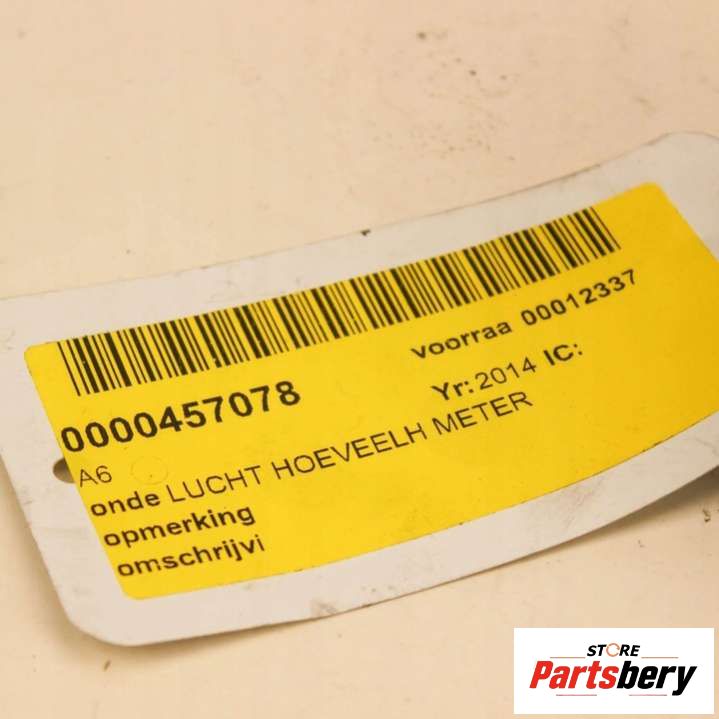 voorraa 00012337
0000457078
Yr: 2014 IC:
A6
onde LUCHT HOEVEELH METER
opmerking
omschrijvi
STORE
Partsbery